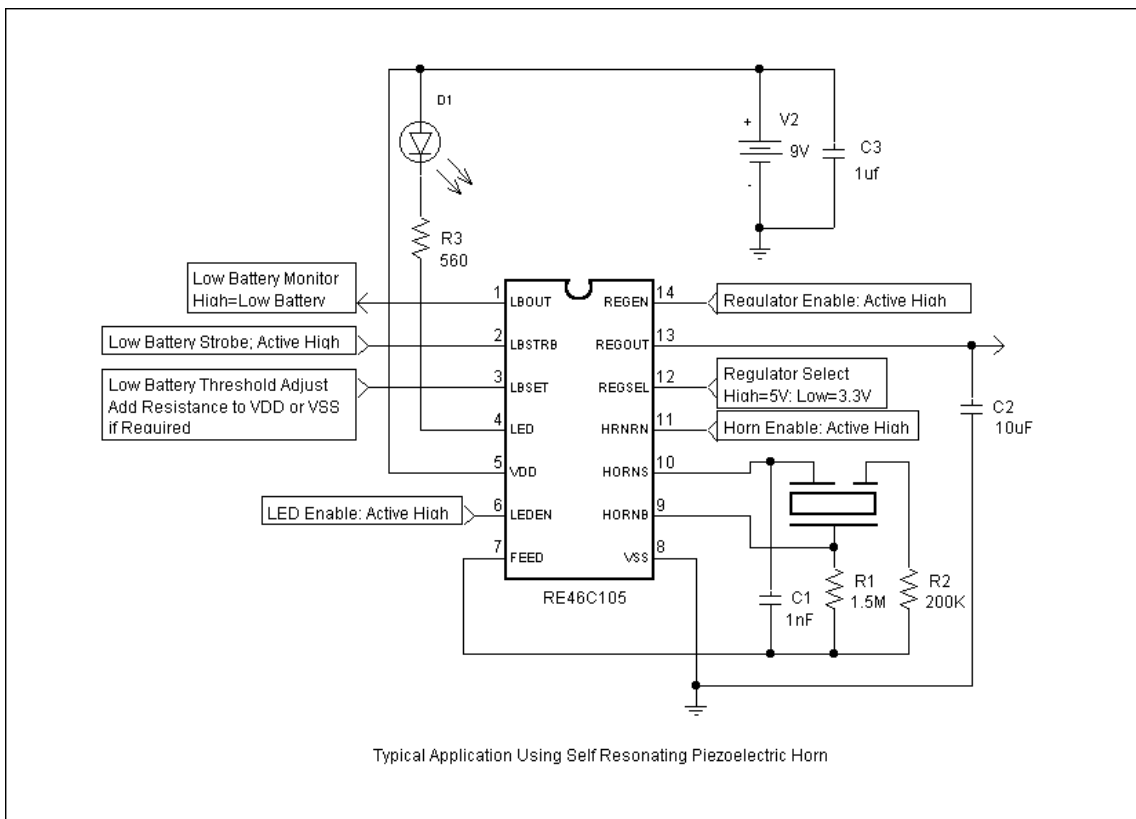 D1
+
V2
9V
-
C3
1uf
R3
560
Low Battery Monitor
High=Low Battery
Low Battery Strobe; Active High
Low Battery Threshold Adjust
Add Resistance to VDD or VSS
if Required
LED Enable: Active High
1
2
3
4
5
6
7
LBOUT
LBSTRB
LBSET
LED
VDD
LEDEN
FEED
REGEN
REGOUT
REGSEL
HRNRN
HORNS
HORNB
VSS
14
13
12
11
10
9
8
RE46C105
Regulator Enable: Active High
Regulator Select
High=5V: Low=3.3V
Horn Enable: Active High
C2
10uF
C1
1nF
R1
1.5M
R2
200K
Typical Application Using Self Resonating Piezoelectric Horn